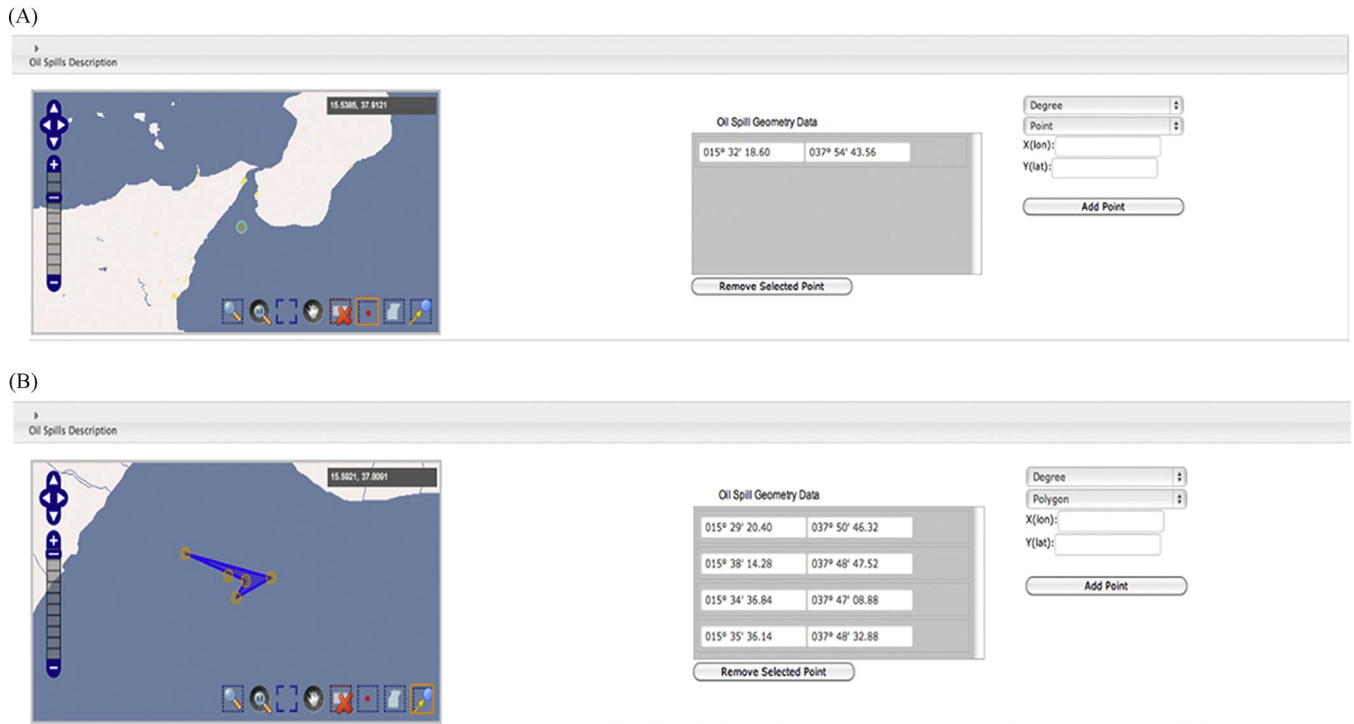 (A)
Oil Spills Description
15.5385, 37.9121
Oil Spill Geometry Data
015º 32' 18.60 037º 54' 43.56
Remove Selected Point
Degree
Point
X(lon):
Y(lat):
Add Point
(B)
Oil Spills Description
15.5921, 37.8091
Oil Spill Geometry Data
015º 29' 20.40 037º 50' 46.32
015º 38' 14.28 037º 48' 47.52
015º 34' 36.84 037º 47' 08.88
015º 35' 36.14 037º 48' 32.88
Remove Selected Point
Degree
Polygon
X(lon):
Y(lat):
Add Point